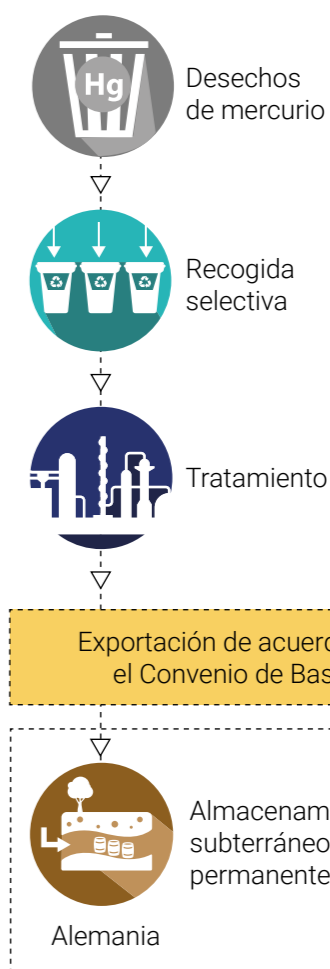 Hg
Desechos
de mercurio
Recogida
selectiva
Tratamiento
Exportación de
el Convenio de
subterráneo
permanente
Alemania